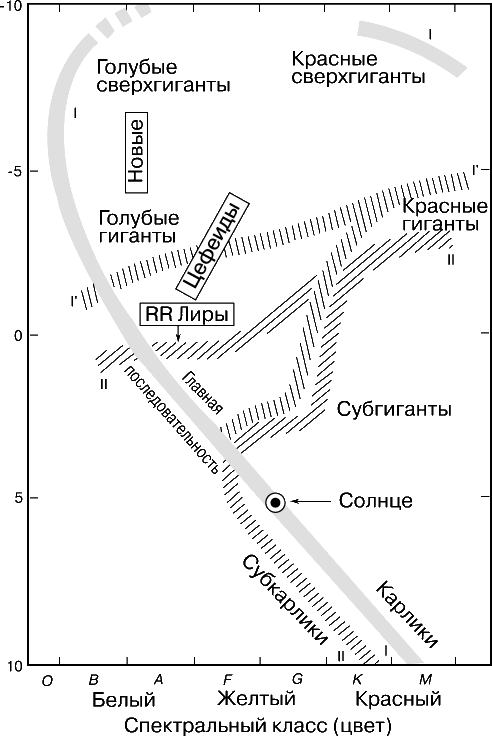 -10
I
Красные
сверхгиганты
Голубые
сверхгиганты
I
Новые
-5
I'
Голубые
гиганты
Цефеиды
Красные
гиганты
II
I'
RR Лиры
0
II
Главная
последовательность
Субгиганты
5
Солнце
Субкарлики
Карлики
II
I
10
O B A F G K M
Белый Желтый Красный
Спектральный класс (цвет)